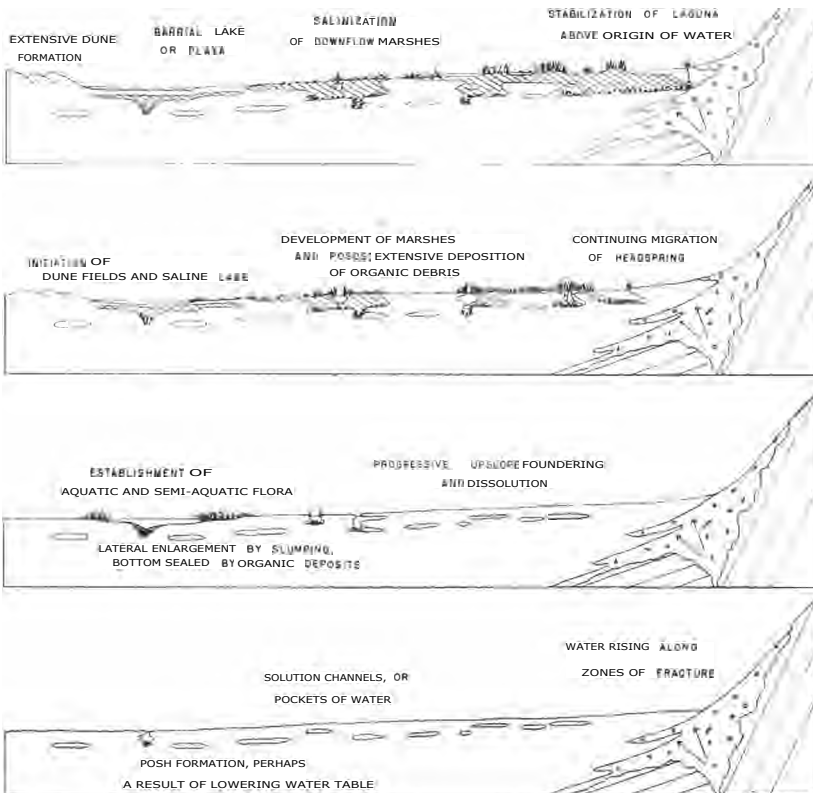 EXTENSIVE DUNE
FORMATION
BARRIAL LAKE
OR PLAYA
SALINIZATION
OF DOWNFLOW MARSHES
STABILIZATION OF LAGUNA
ABOVE ORIGIN OF WATER
INITIATION OF
DUNE FIELDS AND SALINE LAKE
DEVELOPMENT OF MARSHES
AND POSOS; EXTENSIVE DEPOSITION
OF ORGANIC DEBRIS
CONTINUING MIGRATION
OF HEADSPRING
ESTABLISHMENT OF
AQUATIC AND SEMI-AQUATIC FLORA
PROGRESSIVE UPSLOPE FOUNDERING
AND DISSOLUTION
LATERAL ENLARGEMENT BY SLUMPING,
BOTTOM SEALED BY ORGANIC DEPOSITS
WATER RISING ALONG
ZONES OF FRACTURE
SOLUTION CHANNELS, OR
POCKETS OF WATER
POSH FORMATION, PERHAPS
A RESULT OF LOWERING WATER TABLE